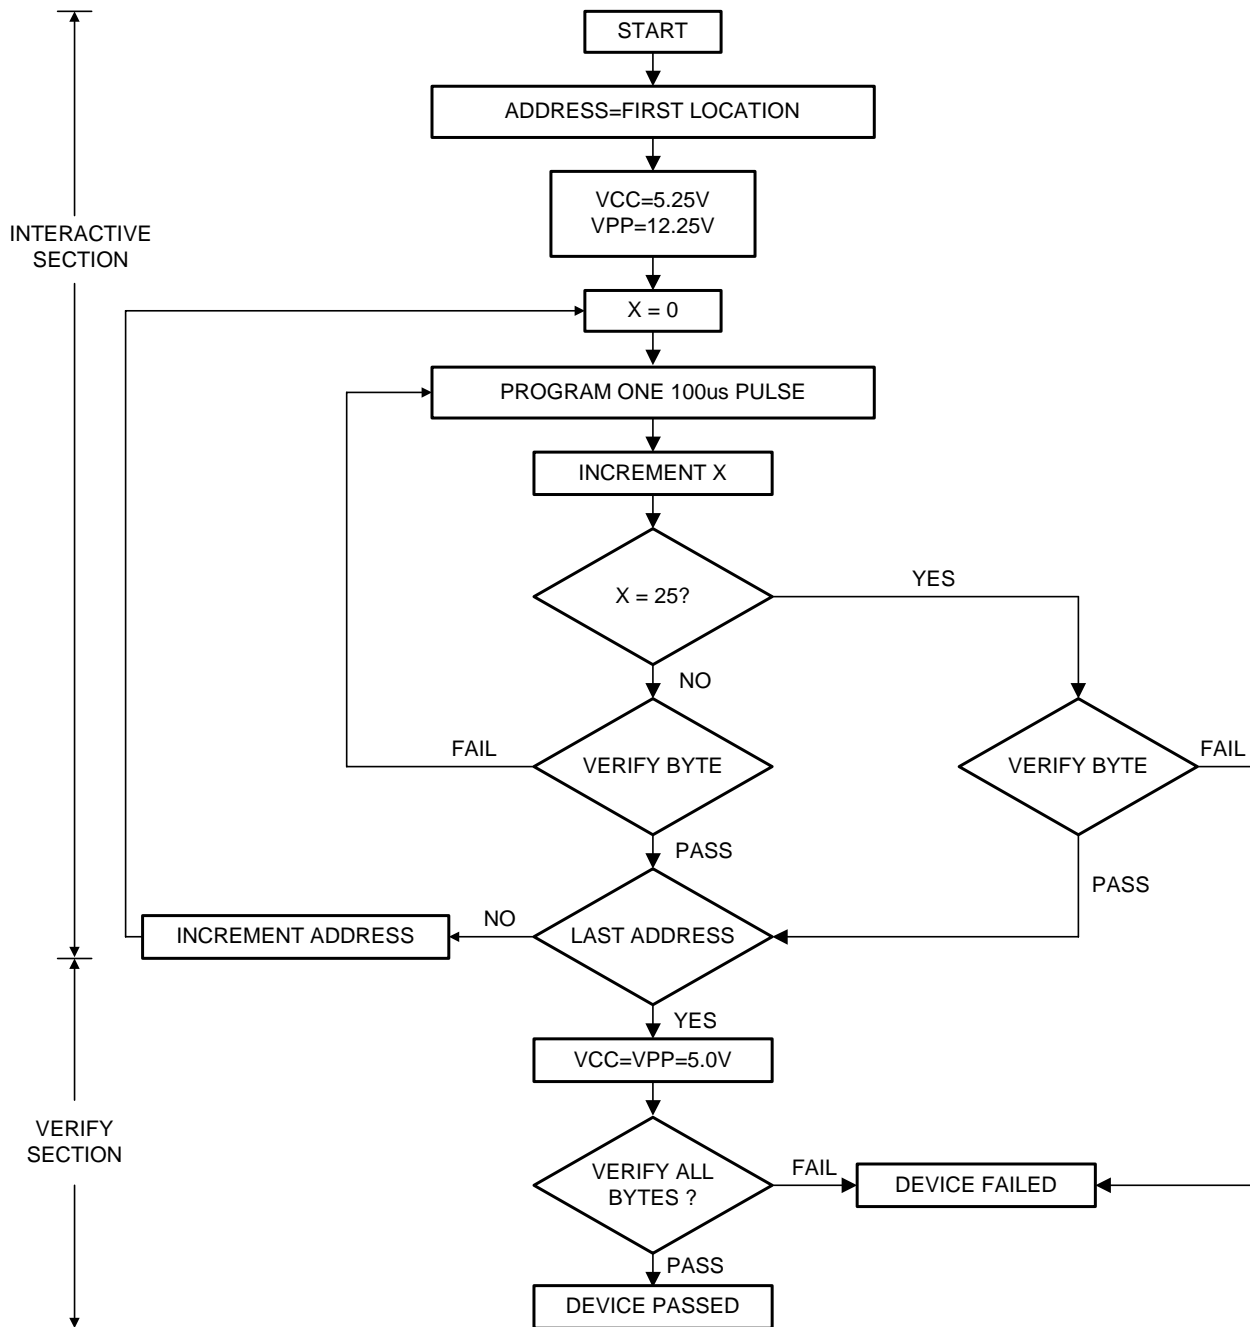 START
ADDRESS=FIRST LOCATION
VCC=5.25V
VPP=12.25V
INTERACTIVE
SECTION
X = 0
PROGRAM ONE 100us PULSE
INCREMENT X
X = 25?
YES
NO
FAIL
VERIFY BYTE
VERIFY BYTE
FAIL
PASS
PASS
INCREMENT ADDRESS
NO
LAST ADDRESS
YES
VCC=VPP=5.0V
VERIFY
SECTION
VERIFY ALL
BYTES ?
FAIL
DEVICE FAILED
PASS
DEVICE PASSED